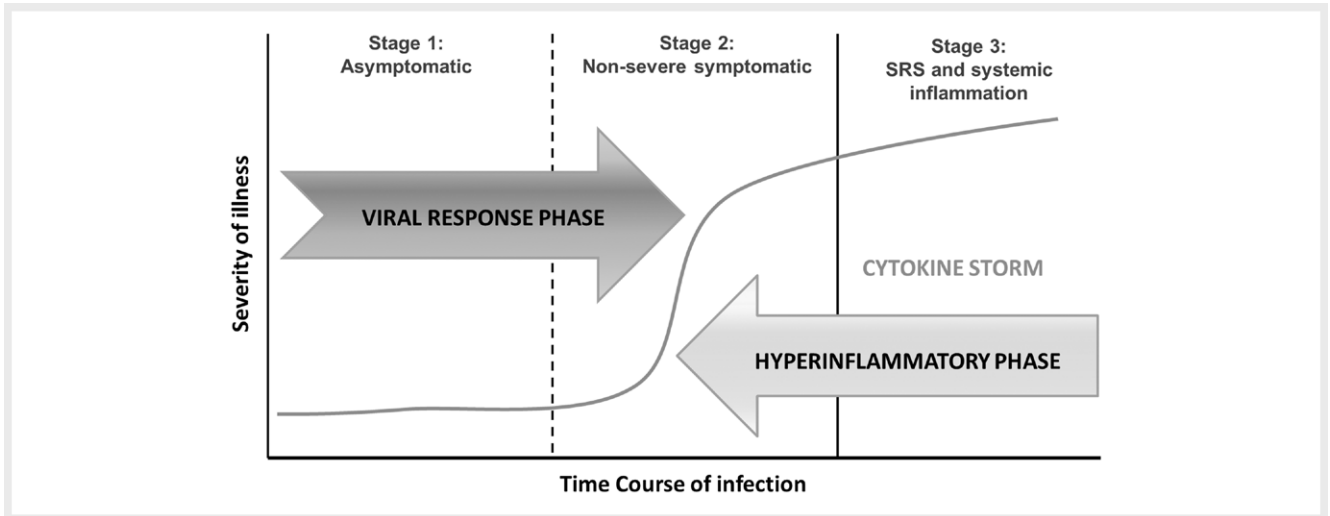 Stage 1:
Asymptomatic
Stage 2:
Non-severe symptomatic
Stage 3:
SRS and systemic
inflammation
Severity of illness
VIRAL RESPONSE PHASE
CYTOKINE STORM
HYPERINFLAMMATORY PHASE
Time Course of infection